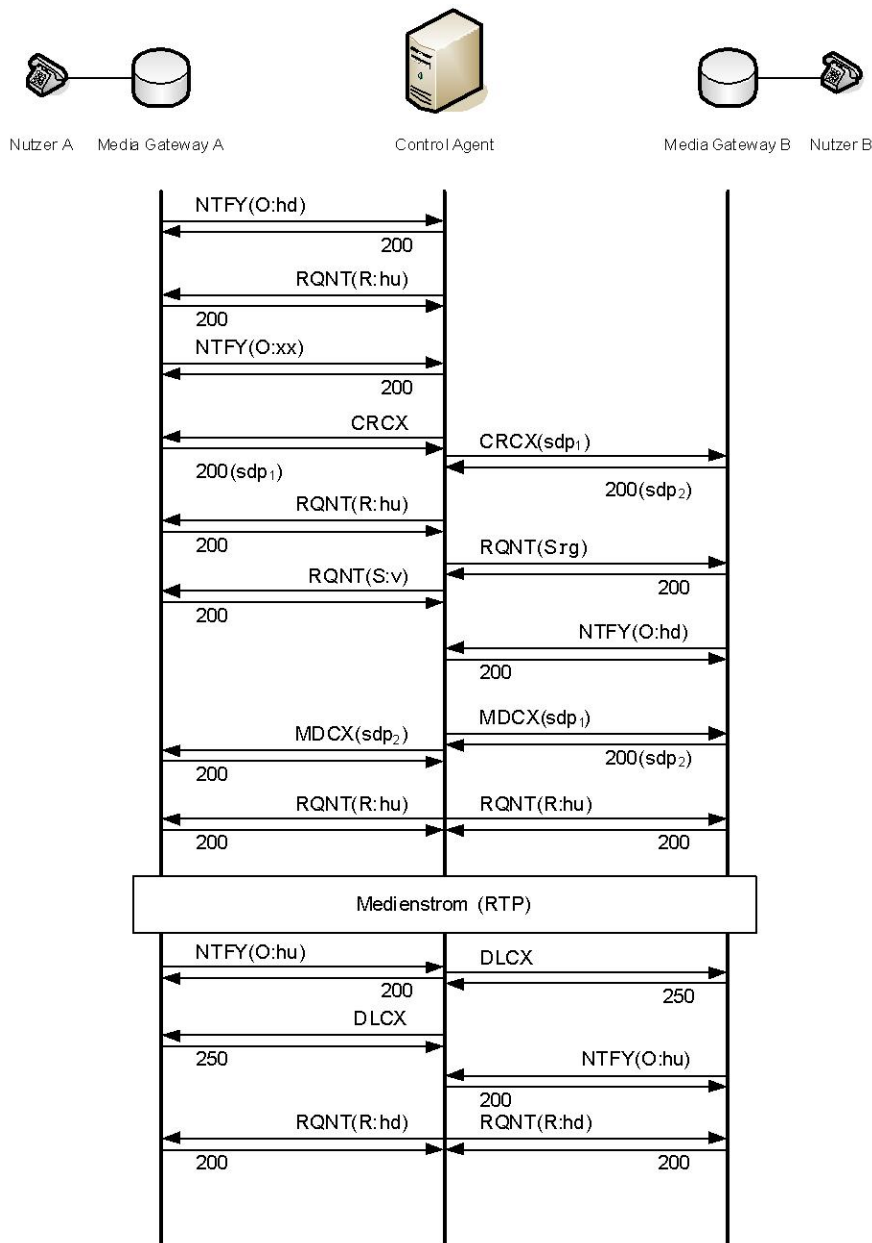 Nutzer A Media Gateway A Control Agent Media Gateway B Nutzer B
NTFY(O:hd)
200
RQNT(R:hu)
200
NTFY(O:xx)
200
CRCX
CRCX(sdp₁)
200(sdp₁)
200(sdp₂)
RQNT(R:hu)
200
RQNT(Srg)
RQNT(S:v)
200
200
NTFY(O:hd)
200
MDCX(sdp₁)
MDCX(sdp₂)
200(sdp₂)
200
RQNT(R:hu) RQNT(R:hu)
200 200
Medienstrom (RTP)
NTFY(O:hu)
DLCX
200
250
DLCX
250
NTFY(O:hu)
200
RQNT(R:hd) RQNT(R:hd)
200 200